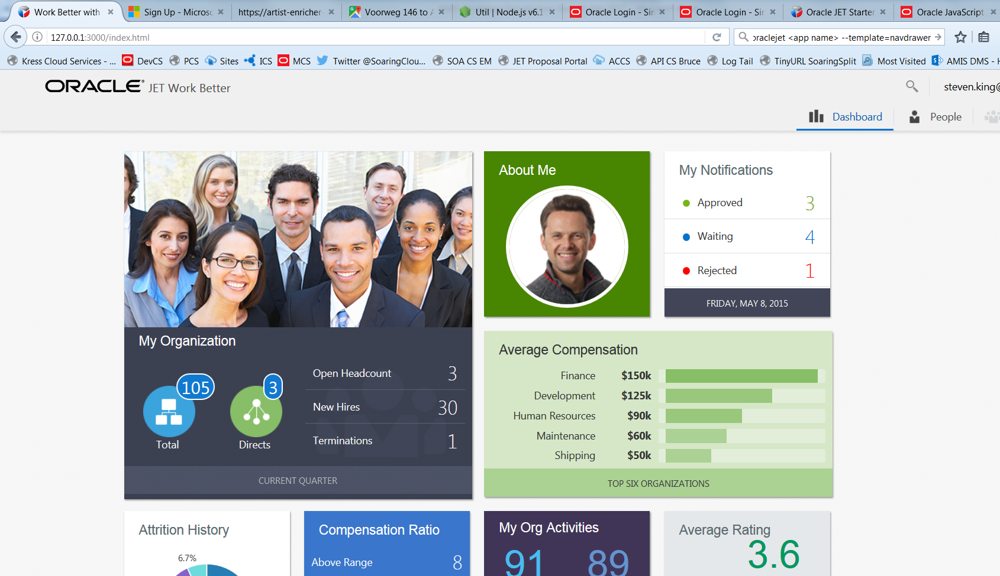 Work Better with
Sign Up - Microso
https://artist-enricher-
Voorweg 146 to A
Util | Node.js v6.1
Oracle Login - Sin
Oracle Login - Sin
Oracle JET Starter
Oracle JavaScript
127.0.0.1:3000/index.html
oraclejet <app name> --template=navdrawer
Kress Cloud Services - ...
DevCS
PCS
Sites
ICS
MCS
Twitter @SoaringClou...
SOA CS EM
JET Proposal Portal
ACCS
API CS Bruce
Log Tail
TinyURL SoaringSplit
Most Visited
AMIS DMS - H
ORACLE® JET Work Better
steven.king@
Dashboard
People
My Organization
105
Total
3
Directs
Open Headcount 3
New Hires 30
Terminations 1
CURRENT QUARTER
About Me
My Notifications
Approved 3
Waiting 4
Rejected 1
FRIDAY, MAY 8, 2015
Average Compensation
Finance $150k
Development $125k
Human Resources $90k
Maintenance $60k
Shipping $50k
TOP SIX ORGANIZATIONS
Attrition History
6.7%
Compensation Ratio
Above Range 8
My Org Activities
91 89
Average Rating
3.6